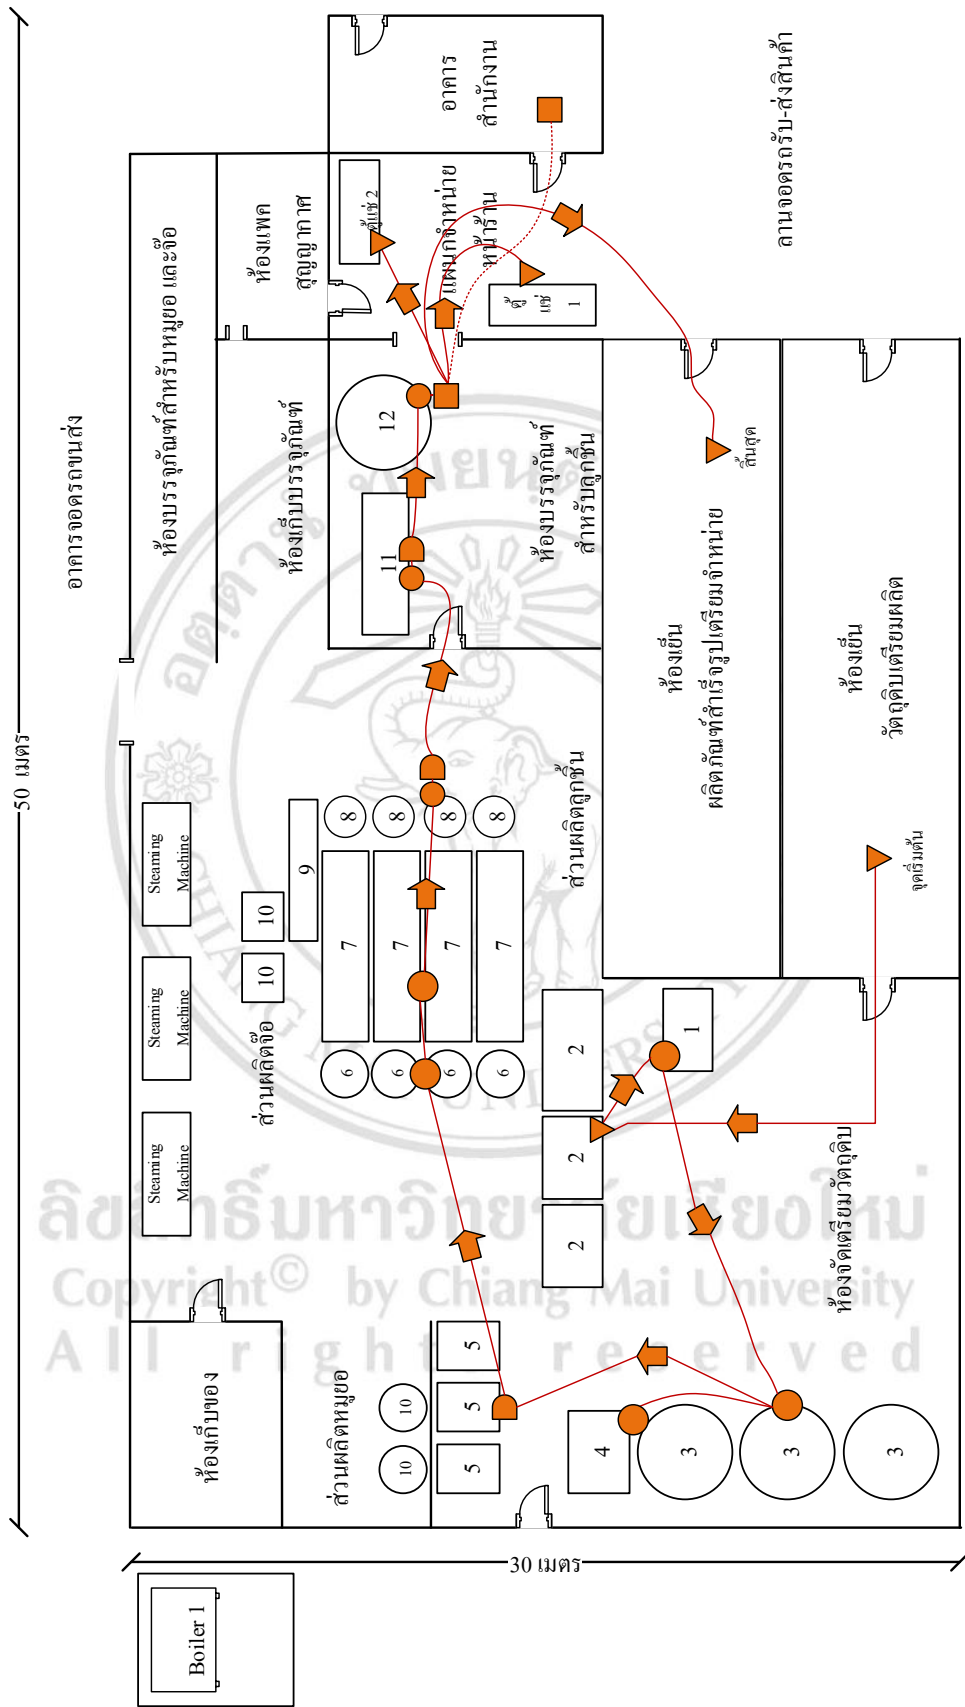 50 เมตร
30 เมตร
Boiler 1
อาคารจอดรถขนส่ง
ห้องเก็บของ
Steaming
Machine
Steaming
Machine
Steaming
Machine
ห้องบรรจุภัณฑ์สำหรับหมูยอ และจ๊อ
ส่วนผลิตหมูยอ
10
10
ส่วนผลิตจ๊อ
10
10
9
ห้องเก็บบรรจุภัณฑ์
ห้องแพค
สุญญากาศ
5
5
5
6
6
6
6
7
7
7
7
8
8
8
8
11
12
ตู้แช่ 2
อาคาร
สำนักงาน
แผนกจำหน่าย
หน้าร้าน
ตู้
แช่
1
ห้องบรรจุภัณฑ์
สำหรับลูกชิ้น
ส่วนผลิตลูกชิ้น
4
3
3
3
2
2
2
1
ห้องจัดเตรียมวัตถุดิบ
ห้องเย็น
ผลิตภัณฑ์สำเร็จรูปเตรียมจำหน่าย
สิ้นสุด
ห้องเย็น
วัตถุดิบเตรียมผลิต
จุดเริ่มต้น
ลานจอดรถรับ-ส่งสินค้า
ลิขสิทธิ์มหาวิทยาลัยเชียงใหม่
Copyright© by Chiang Mai University
All rights reserved
CHIANG MAI UNIVERSITY